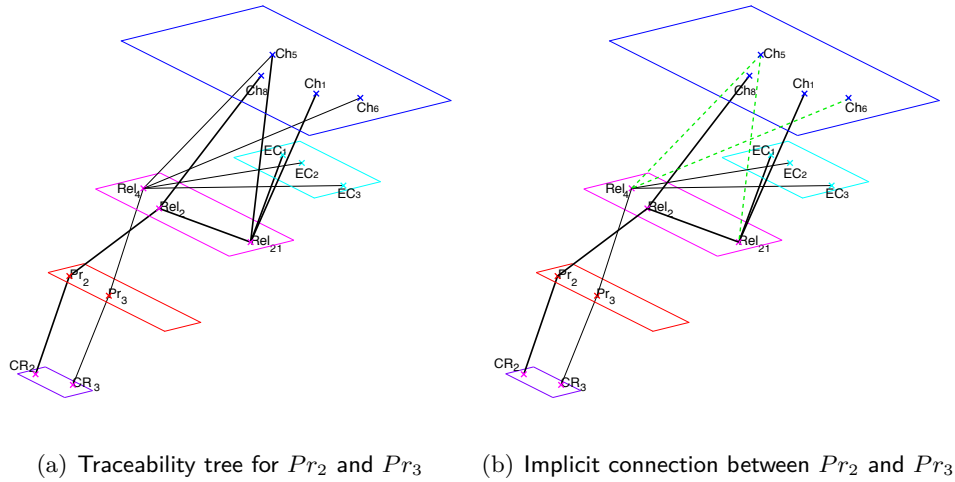 Ch5
Ch8
Ch1
Ch6
EC1
EC2
EC3
Rel4
Rel2
Rel21
Pr2
Pr3
CR2
CR3
Ch5
Ch8
Ch1
Ch6
EC1
EC2
EC3
Rel4
Rel2
Rel21
Pr2
Pr3
CR2
CR3
(a) Traceability tree for Pr2 and Pr3
(b) Implicit connection between Pr2 and Pr3